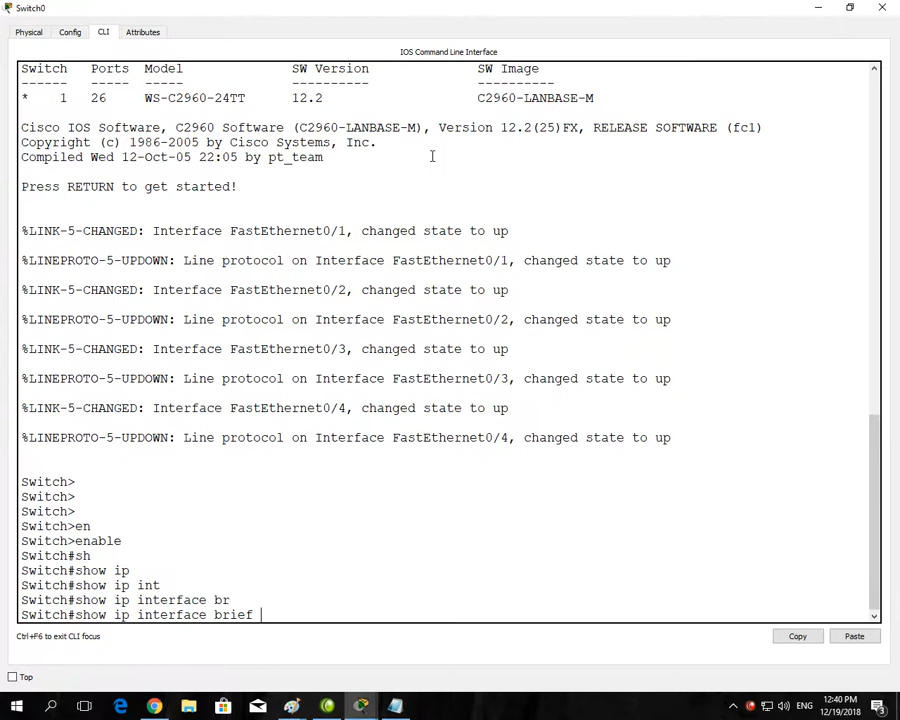 Switch0
Physical Config CLI Attributes
IOS Command Line Interface
Switch Ports Model SW Version SW Image
------ ----- ----- ---------- ----------
* 1 26 WS-C2960-24TT 12.2 C2960-LANBASE-M
Cisco IOS Software, C2960 Software (C2960-LANBASE-M), Version 12.2(25)FX, RELEASE SOFTWARE (fc1)
Copyright (c) 1986-2005 by Cisco Systems, Inc.
Compiled Wed 12-Oct-05 22:05 by pt_team
Press RETURN to get started!
%LINK-5-CHANGED: Interface FastEthernet0/1, changed state to up
%LINEPROTO-5-UPDOWN: Line protocol on Interface FastEthernet0/1, changed state to up
%LINK-5-CHANGED: Interface FastEthernet0/2, changed state to up
%LINEPROTO-5-UPDOWN: Line protocol on Interface FastEthernet0/2, changed state to up
%LINK-5-CHANGED: Interface FastEthernet0/3, changed state to up
%LINEPROTO-5-UPDOWN: Line protocol on Interface FastEthernet0/3, changed state to up
%LINK-5-CHANGED: Interface FastEthernet0/4, changed state to up
%LINEPROTO-5-UPDOWN: Line protocol on Interface FastEthernet0/4, changed state to up
Switch>
Switch>
Switch>
Switch>en
Switch>enable
Switch#sh
Switch#show ip
Switch#show ip int
Switch#show ip interface br
Switch#show ip interface brief
Ctrl+F6 to exit CLI focus
Copy Paste
Top
ENG 12:40 PM
12/19/2018
3